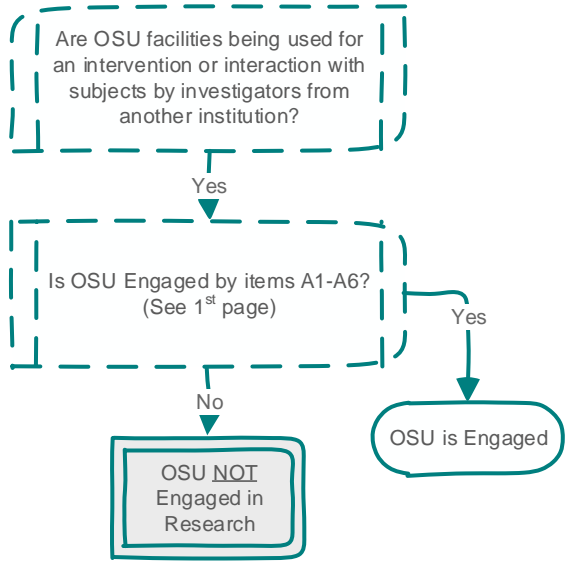 Are OSU facilities being used for
an intervention or interaction with
subjects by investigators from
another institution?
Yes
Is OSU Engaged by items A1-A6?
(See 1st page)
Yes
No
OSU is Engaged
OSU NOT
Engaged in
Research